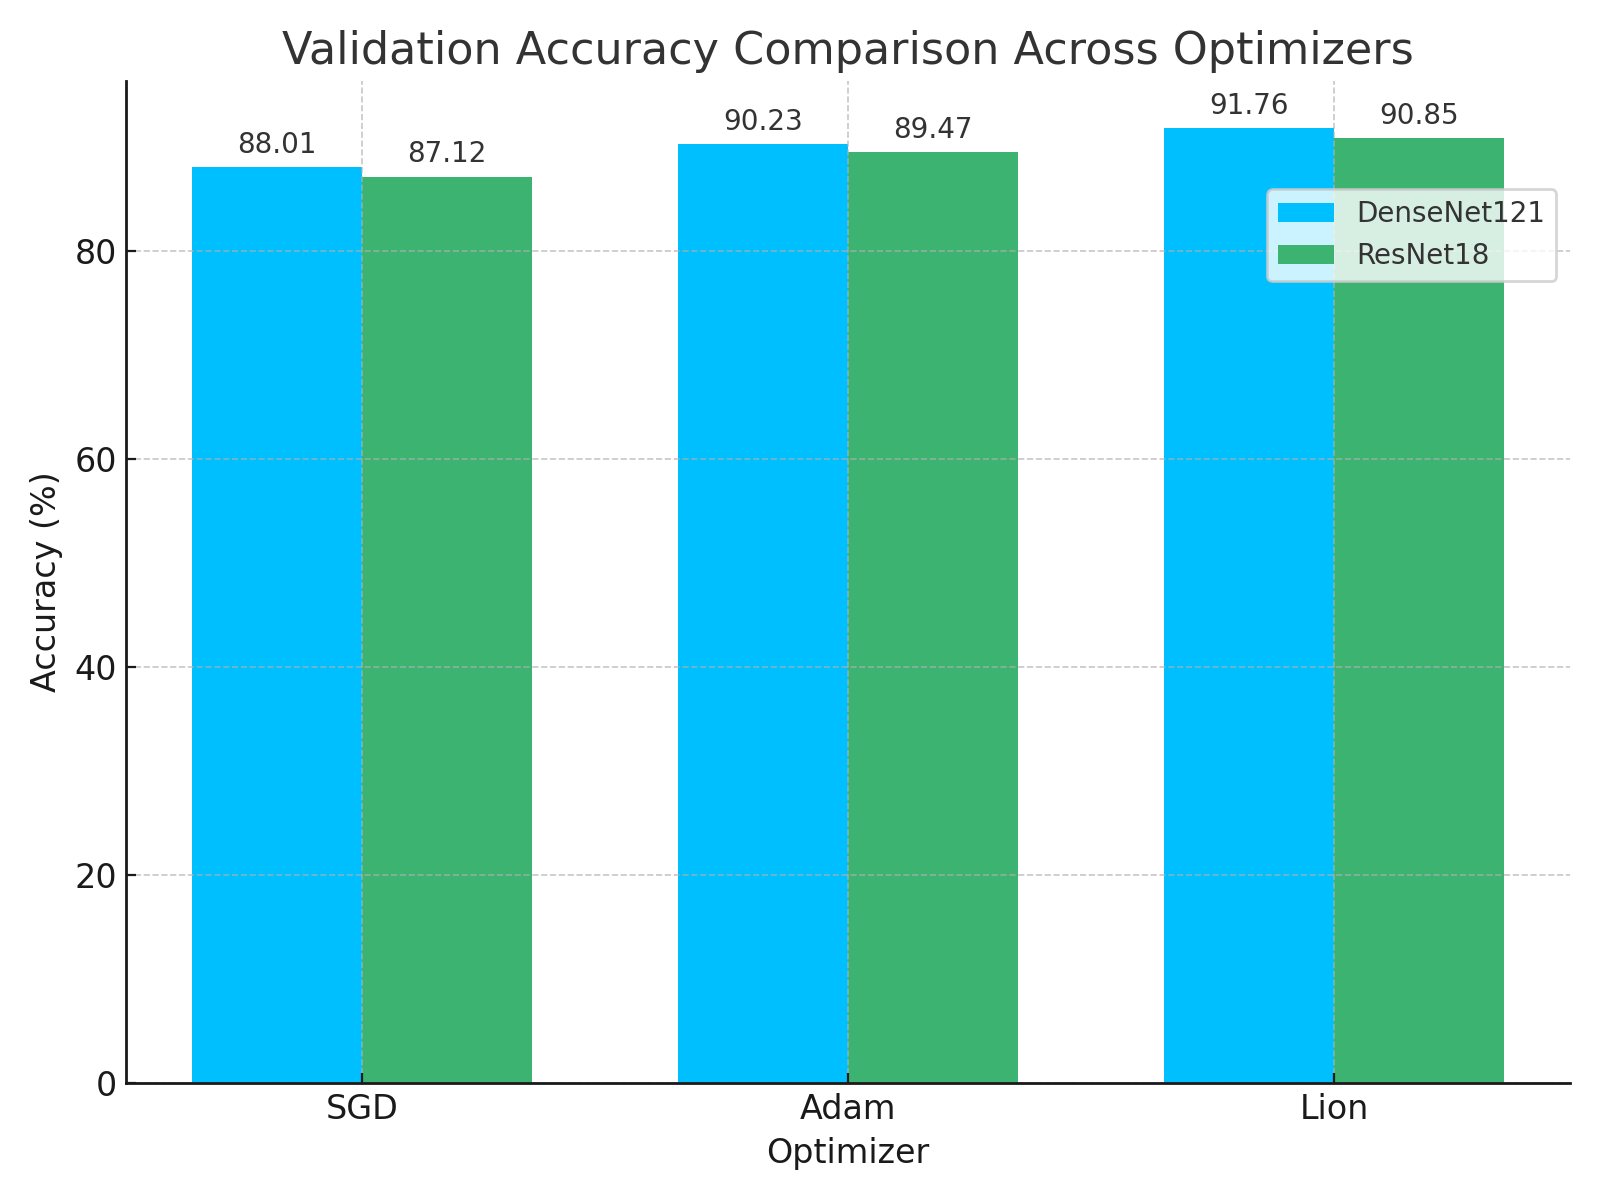 Validation Accuracy Comparison Across Optimizers
88.01
87.12
90.23
89.47
91.76
90.85
DenseNet121
ResNet18
Accuracy (%)
80
60
40
20
0
SGD
Adam
Lion
Optimizer